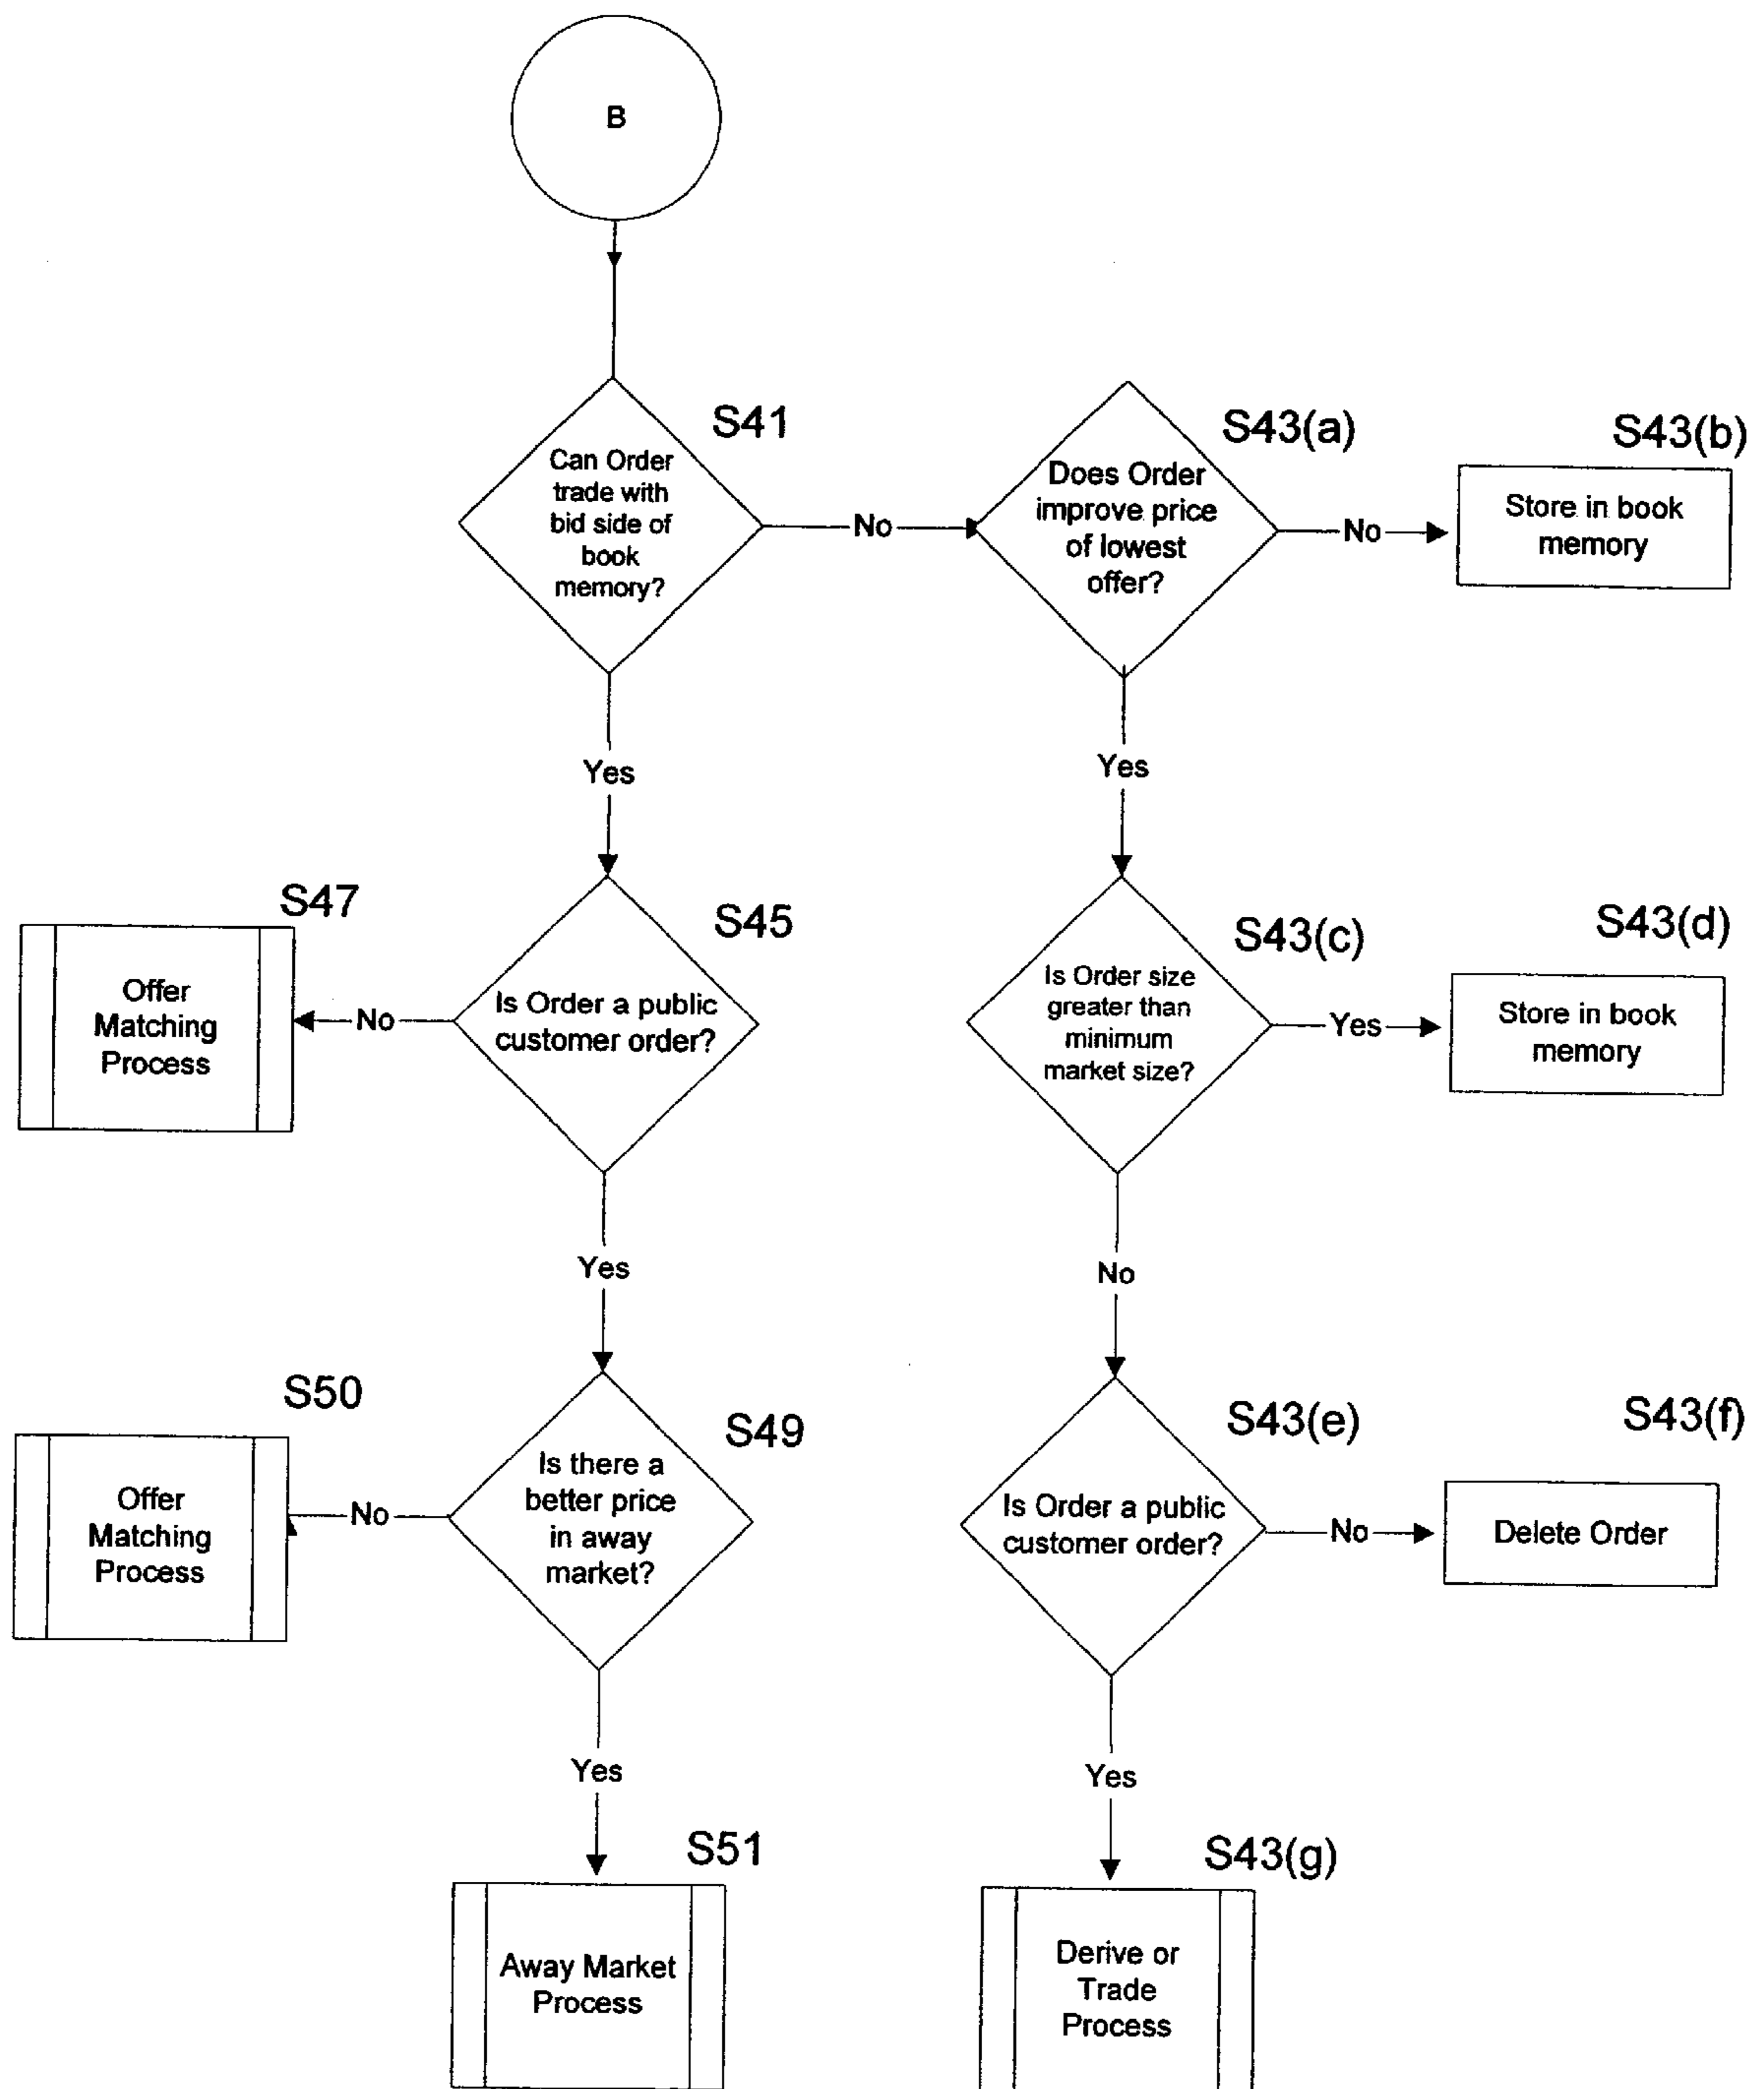 B
S41
Can Order
trade with
bid side of
book
memory?
No
S43(a)
Does Order
improve price
of lowest
offer?
No
S43(b)
Store in book
memory
Yes
Yes
S47
Offer
Matching
Process
No
S45
Is Order a public
customer order?
S43(c)
Is Order size
greater than
minimum
market size?
Yes
S43(d)
Store in book
memory
Yes
No
S50
Offer
Matching
Process
No
S49
Is there a
better price
in away
market?
S43(e)
Is Order a public
customer order?
No
S43(f)
Delete Order
Yes
Yes
S51
Away Market
Process
S43(g)
Derive or
Trade
Process